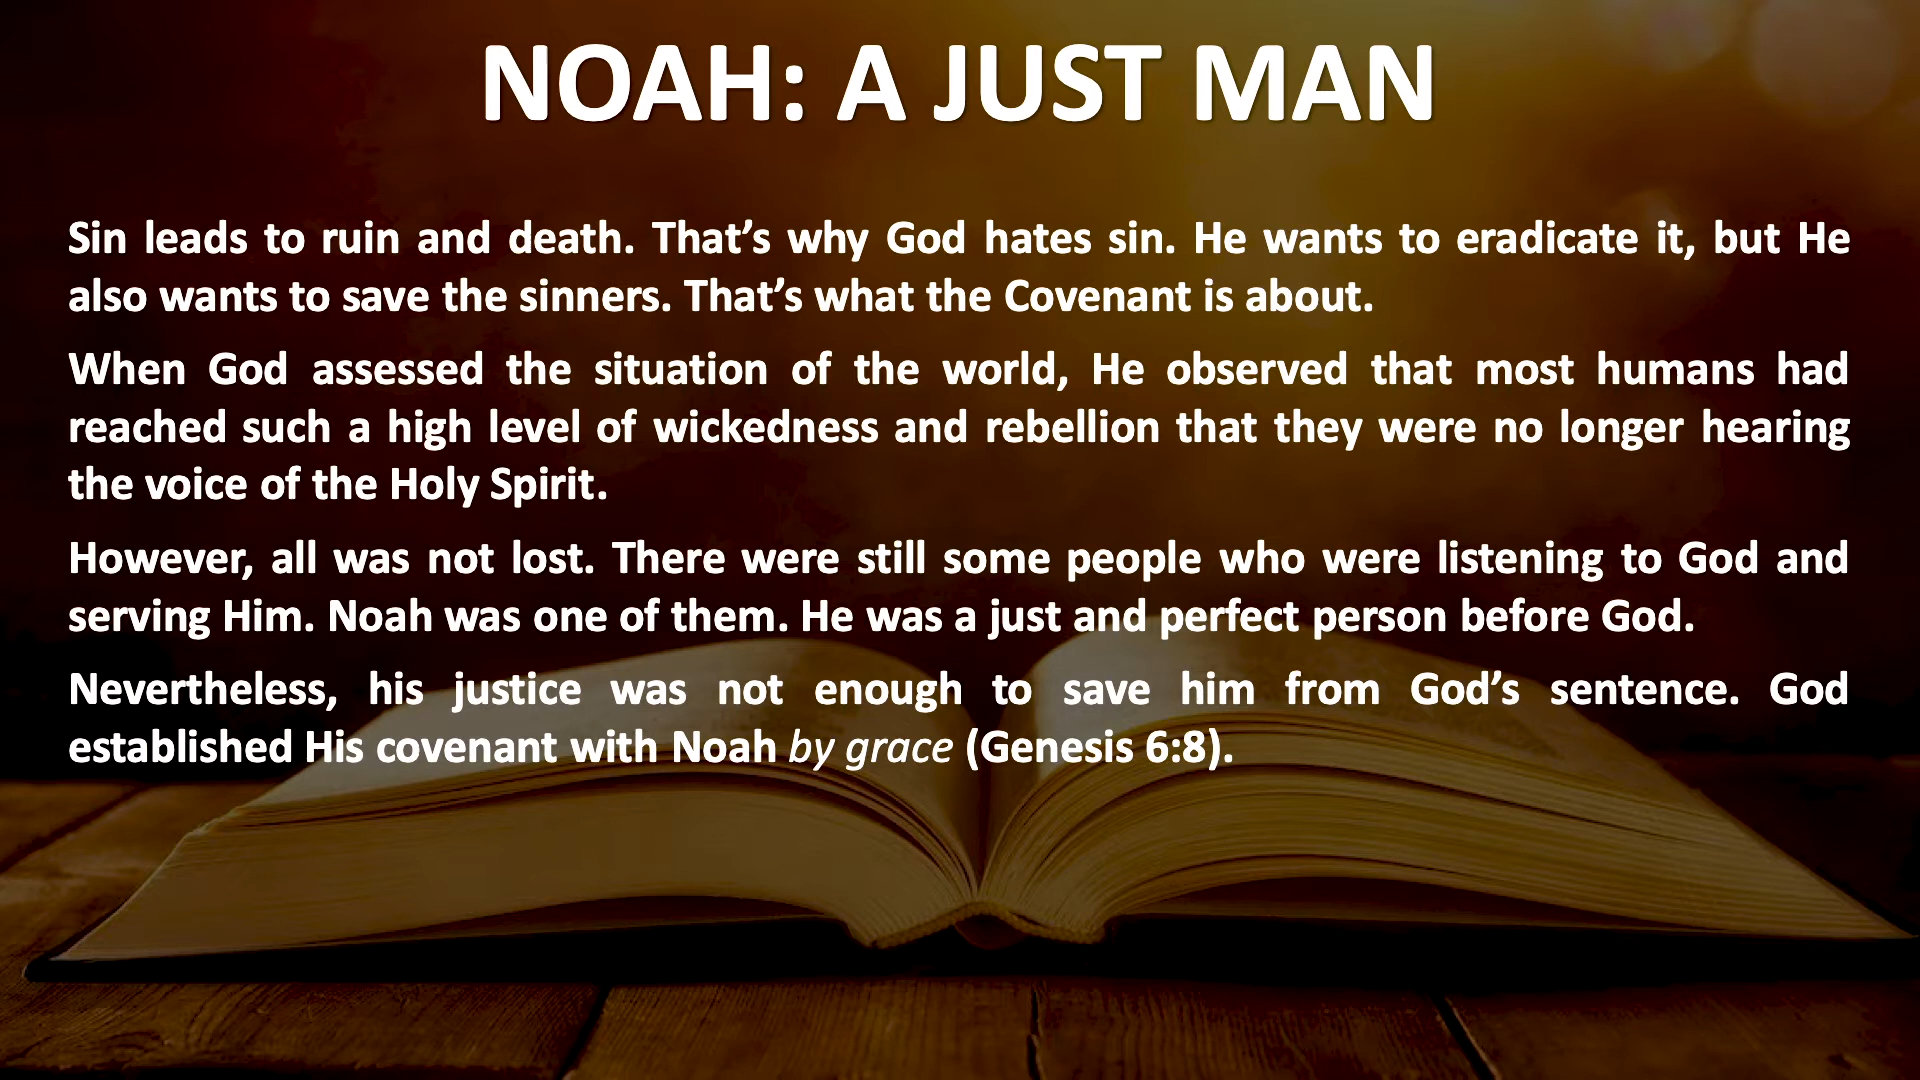 NOAH: A JUST MAN
Sin leads to ruin and death. That’s why God hates sin. He wants to eradicate it, but He
also wants to save the sinners. That’s what the Covenant is about.
When God assessed the situation of the world, He observed that most humans had
reached such a high level of wickedness and rebellion that they were no longer hearing
the voice of the Holy Spirit.
However, all was not lost. There were still some people who were listening to God and
serving Him. Noah was one of them. He was a just and perfect person before God.
Nevertheless, his justice was not enough to save him from God’s sentence. God
established His covenant with Noah by grace (Genesis 6:8).